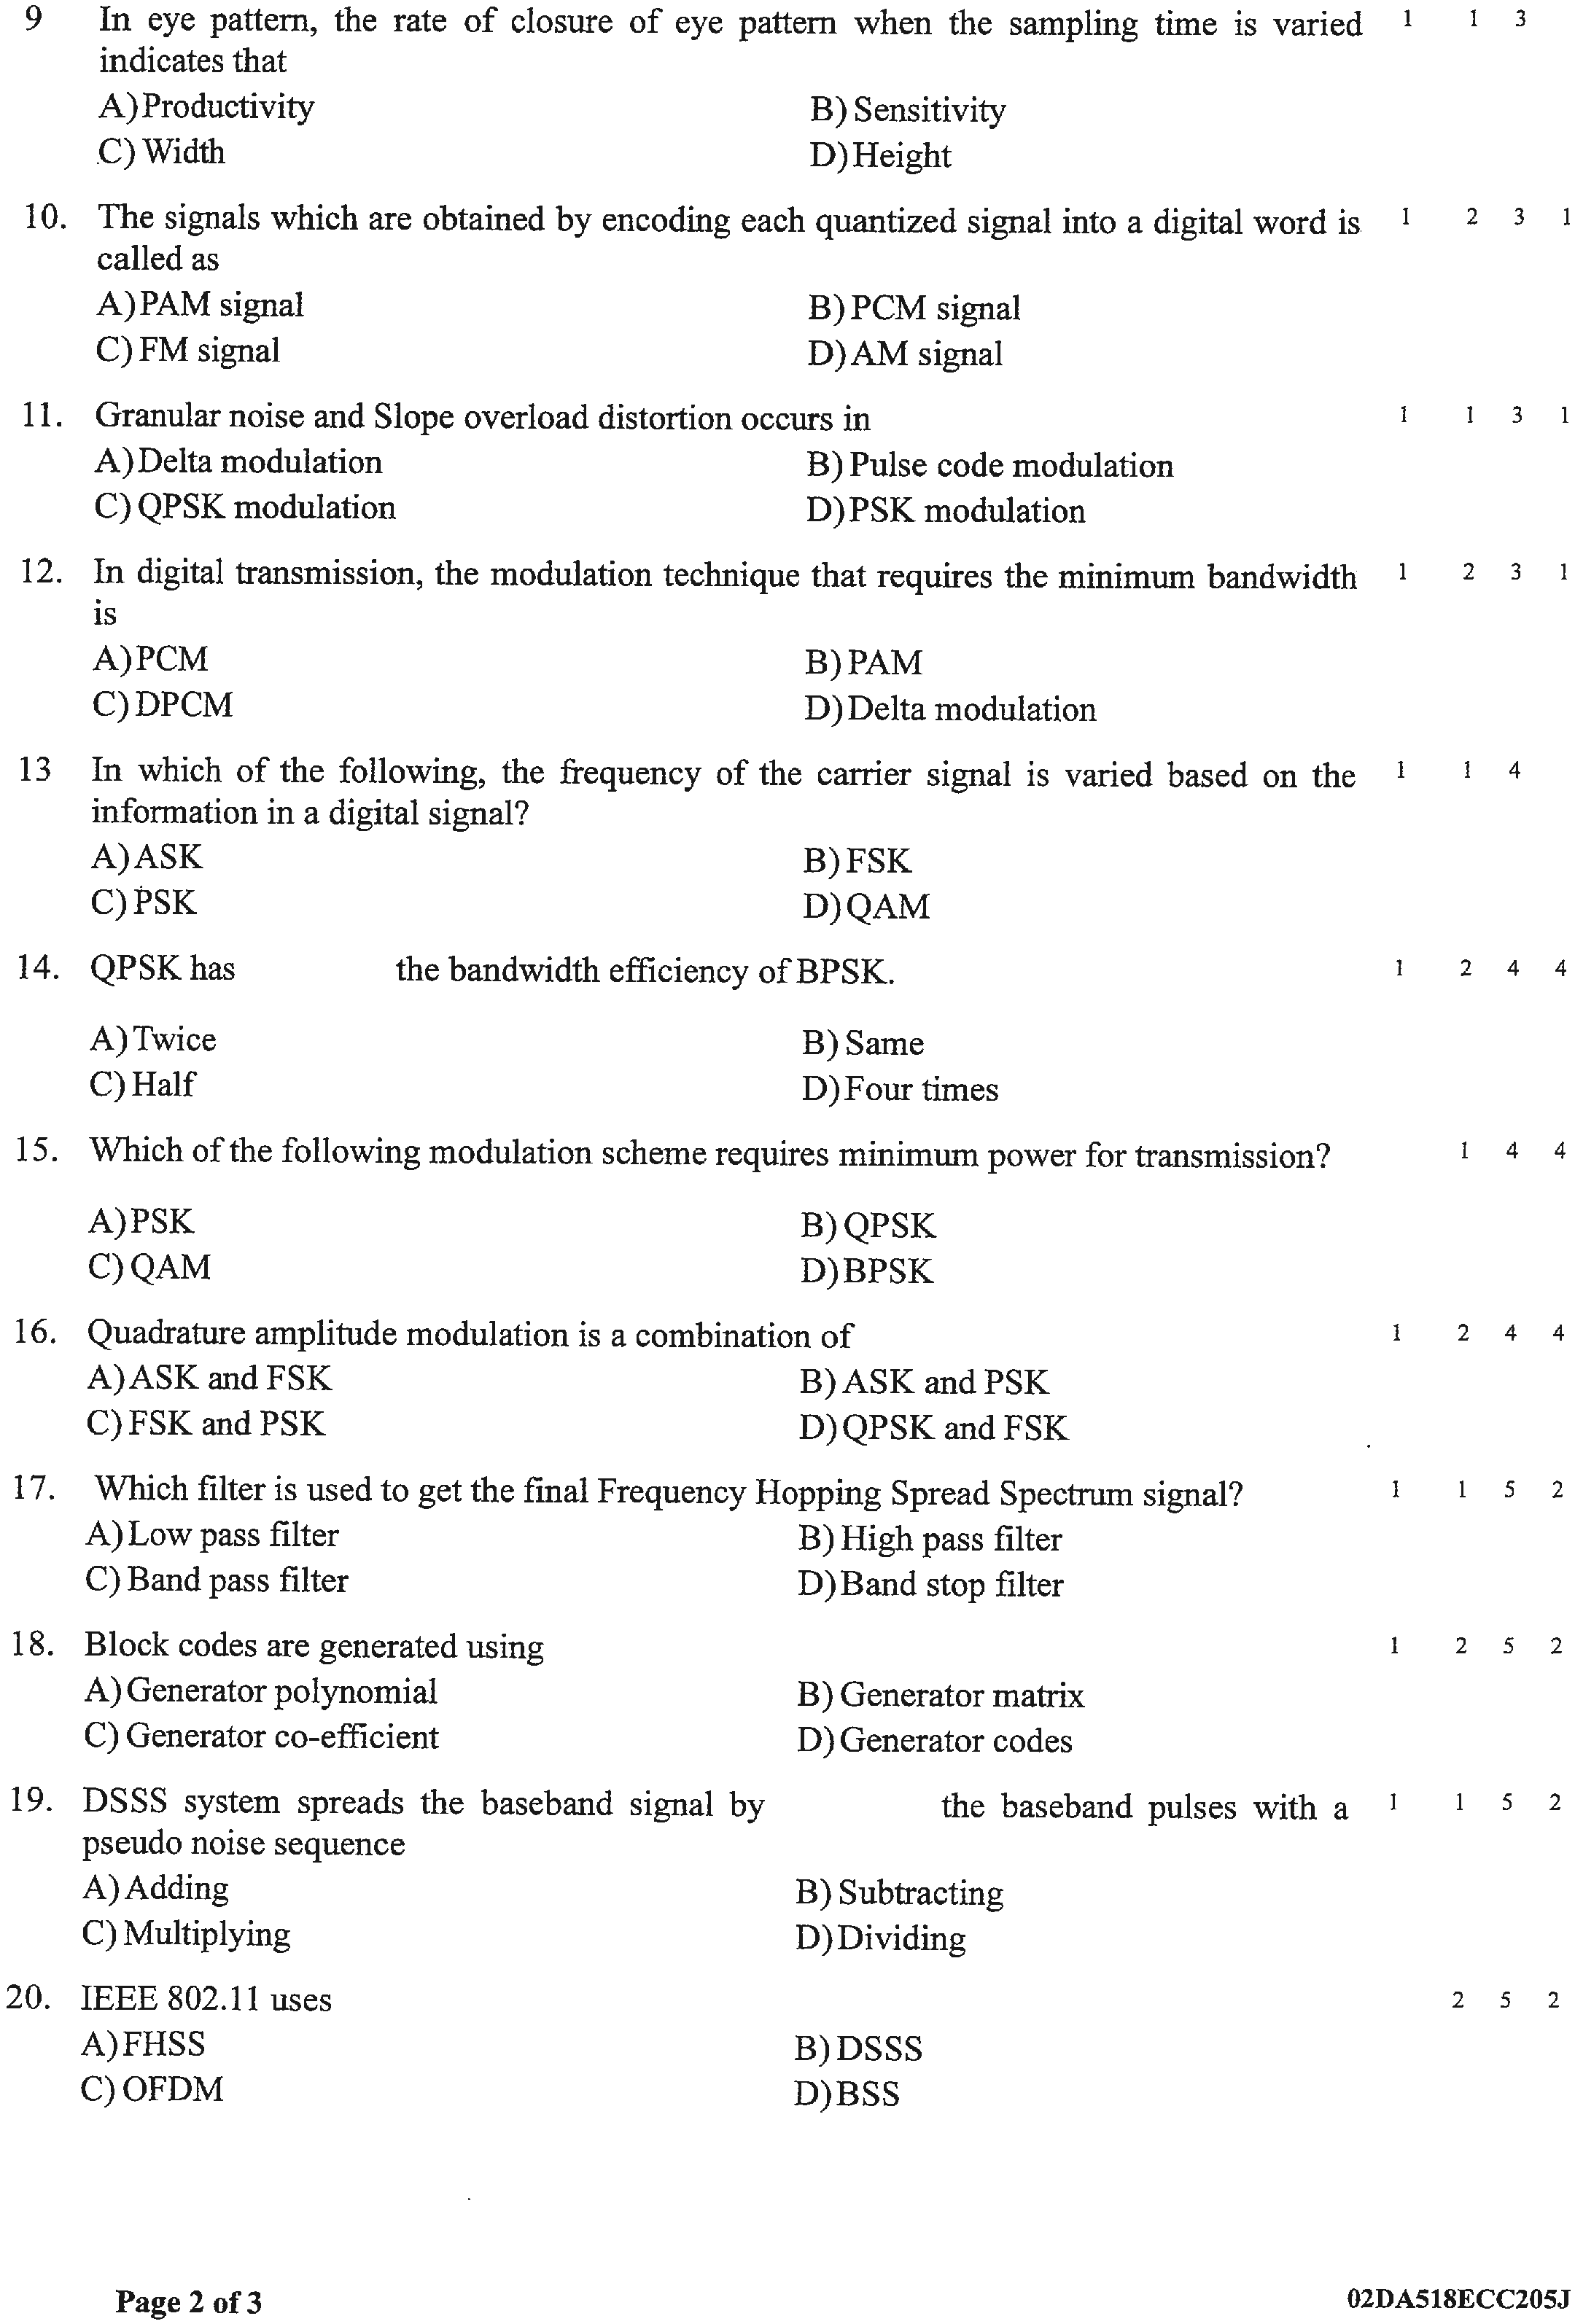 9 In eye pattern, the rate of closure of eye pattern when the sampling time is varied 1 1 3
indicates that
A) Productivity B) Sensitivity
C) Width D) Height
10. The signals which are obtained by encoding each quantized signal into a digital word is 1 2 3 1
called as
A) PAM signal B) PCM signal
C) FM signal D) AM signal
11. Granular noise and Slope overload distortion occurs in 1 1 3 1
A) Delta modulation B) Pulse code modulation
C) QPSK modulation D) PSK modulation
12. In digital transmission, the modulation technique that requires the minimum bandwidth 1 2 3 1
is
A) PCM B) PAM
C) DPCM D) Delta modulation
13 In which of the following, the frequency of the carrier signal is varied based on the 1 1 4
information in a digital signal?
A) ASK B) FSK
C) PSK D) QAM
14. QPSK has the bandwidth efficiency of BPSK. 1 2 4 4
A) Twice B) Same
C) Half D) Four times
15. Which of the following modulation scheme requires minimum power for transmission? 1 4 4
A) PSK B) QPSK
C) QAM D) BPSK
16. Quadrature amplitude modulation is a combination of 1 2 4 4
A) ASK and FSK B) ASK and PSK
C) FSK and PSK D) QPSK and FSK
17. Which filter is used to get the final Frequency Hopping Spread Spectrum signal? 1 1 5 2
A) Low pass filter B) High pass filter
C) Band pass filter D) Band stop filter
18. Block codes are generated using 1 2 5 2
A) Generator polynomial B) Generator matrix
C) Generator co-efficient D) Generator codes
19. DSSS system spreads the baseband signal by the baseband pulses with a 1 1 5 2
pseudo noise sequence
A) Adding B) Subtracting
C) Multiplying D) Dividing
20. IEEE 802.11 uses 2 5 2
A) FHSS B) DSSS
C) OFDM D) BSS
Page 2 of 3 02DA518ECC205J